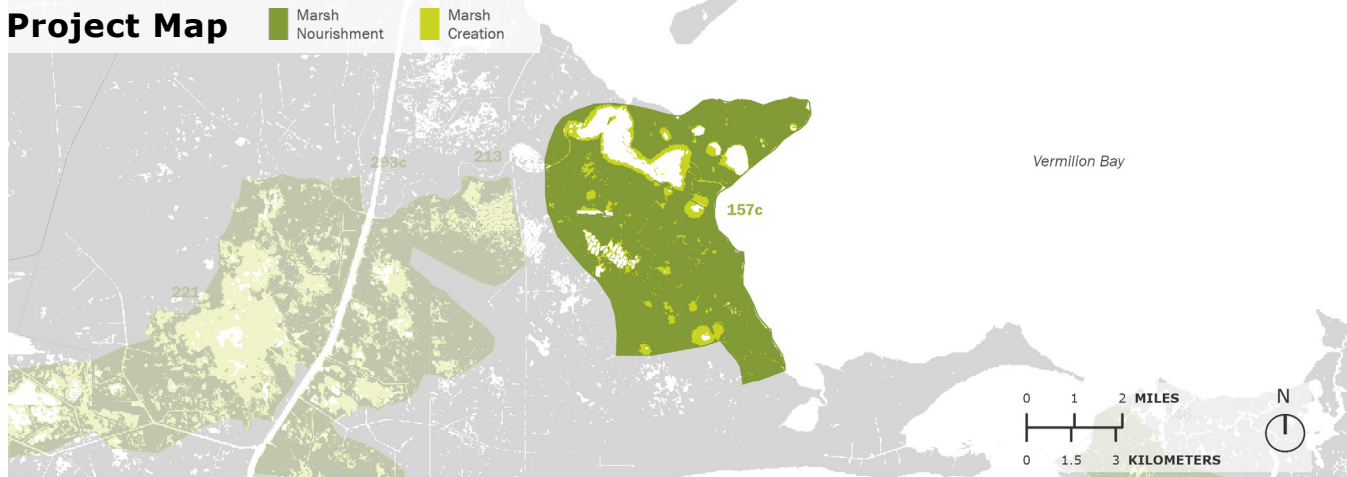 Project Map
Marsh
Nourishment
Marsh
Creation
293c
213
Vermilion Bay
157c
221
0 1 2 MILES
N
0 1.5 3 KILOMETERS